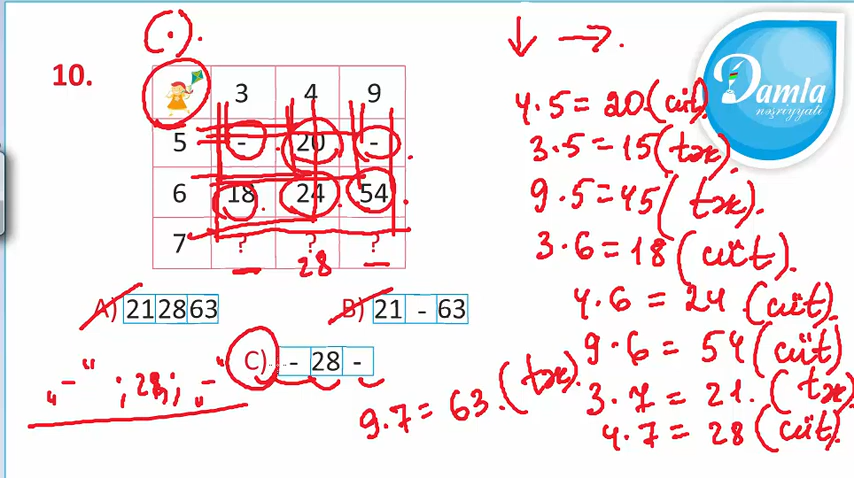 10.
3 4 9
5 - 20 -
6 18 24 54
7 ? ? ?
- 28 -
A) 21 28 63
B) 21 - 63
C) - 28 -
„-“ ; 28; „-“
4·5=20 (cüt)
3·5=15 (tək)
9·5=45 (tək).
3·6=18 (cüt).
4·6=24 (cüt).
9·6=54 (cüt)
3·7=21. (tək)
4·7=28 (cüt).
9·7=63. (tək).
Damla
nəşriyyatı